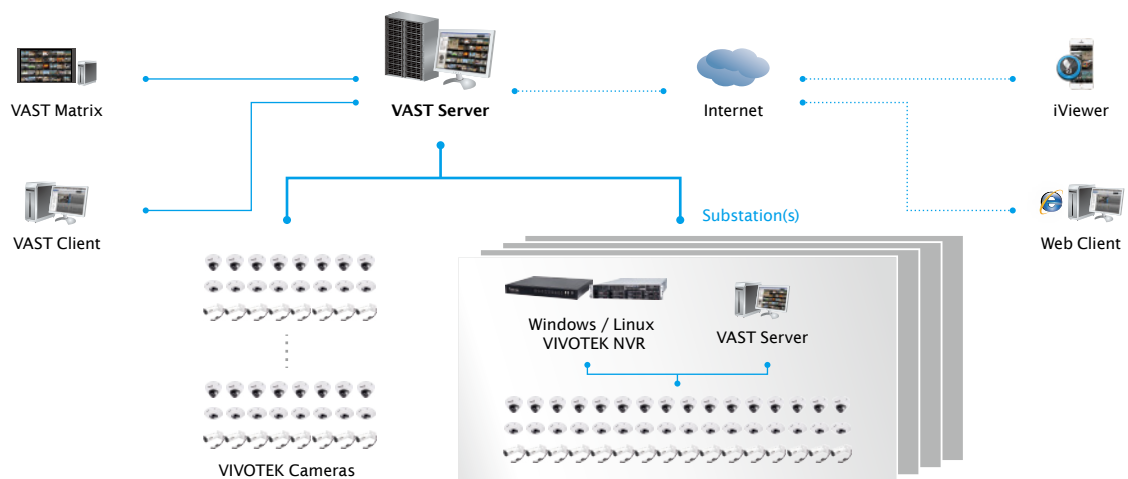 VAST Matrix
VAST Server
Internet
iViewer
Substation(s)
VAST Client
Web Client
Windows / Linux
VIVOTEK NVR
VAST Server
VIVOTEK Cameras